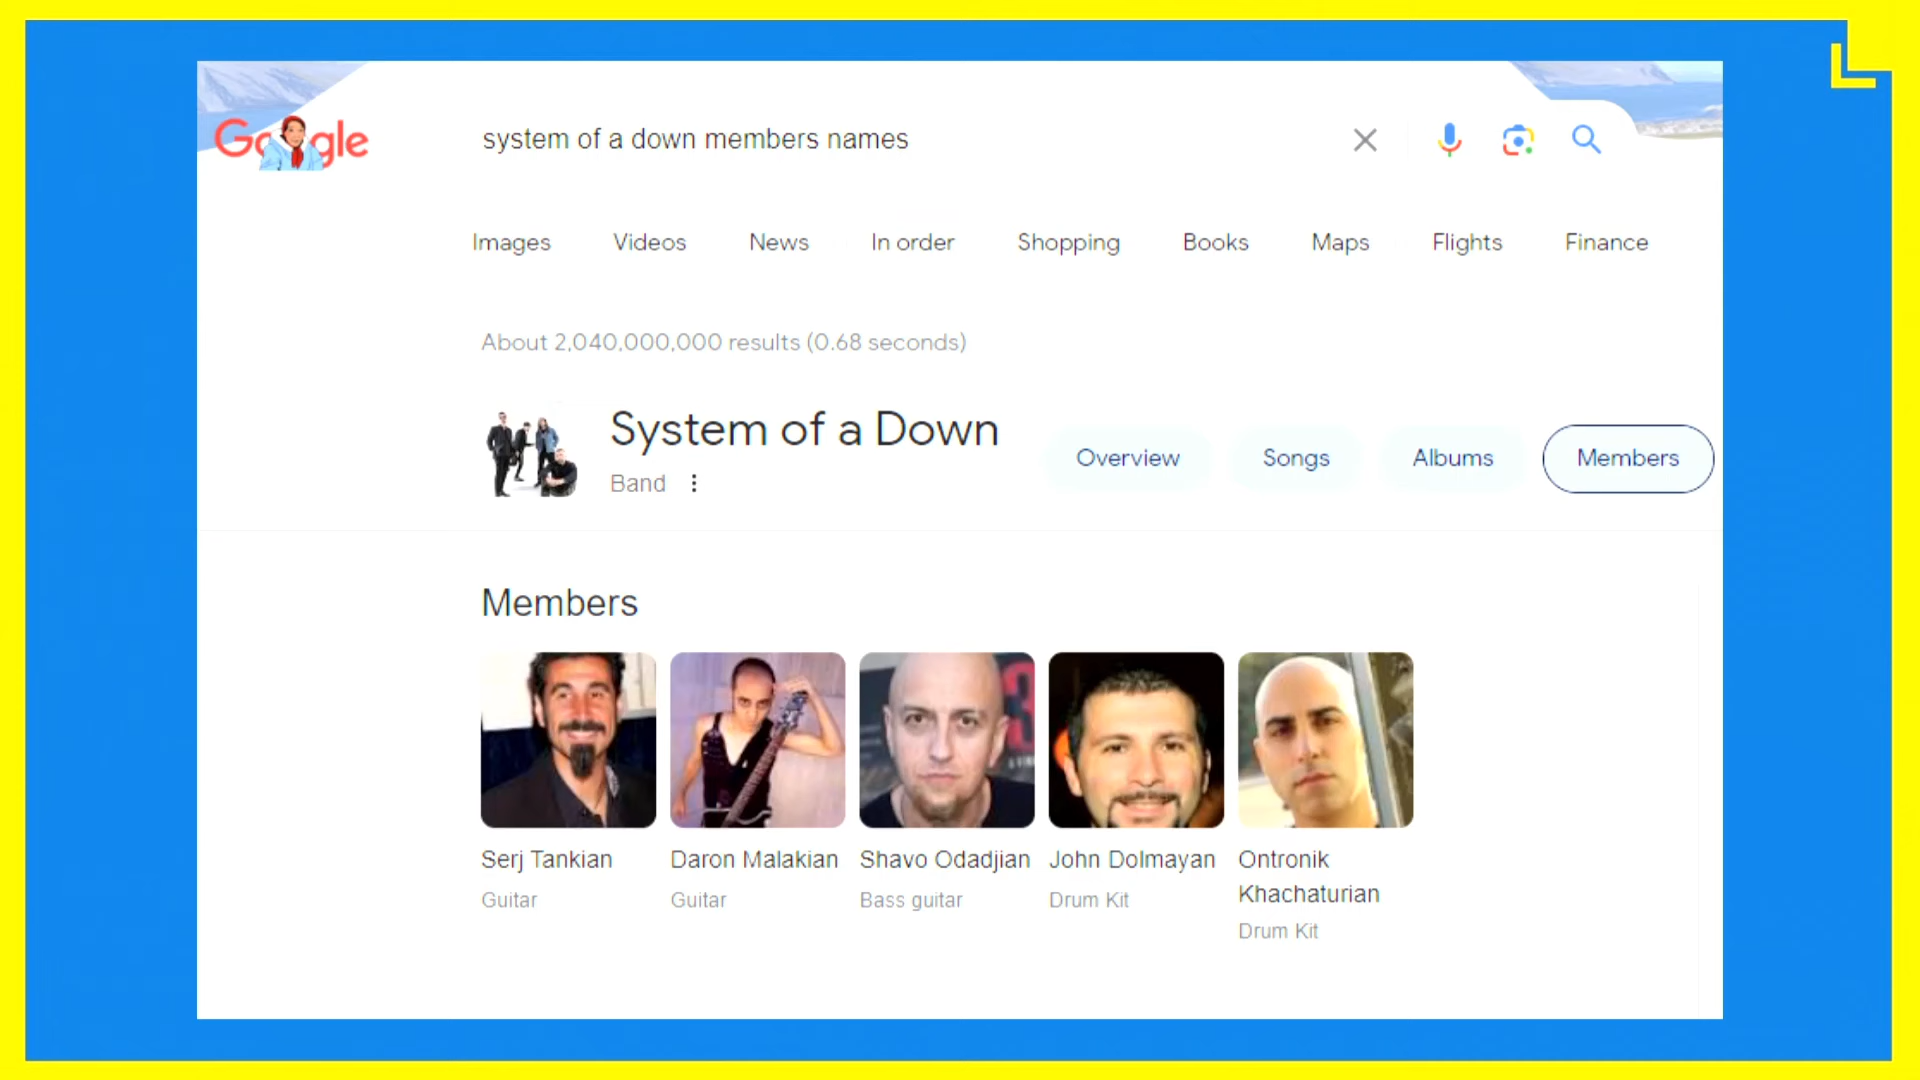 Google
system of a down members names
Images Videos News In order Shopping Books Maps Flights Finance
About 2,040,000,000 results (0.68 seconds)
System of a Down
Band
Overview Songs Albums Members
Members
Serj Tankian Daron Malakian Shavo Odadjian John Dolmayan Ontronik Khachaturian
Guitar Guitar Bass guitar Drum Kit Drum Kit